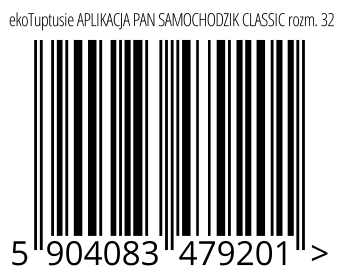 ekoTuptusie APLIKACJA PAN SAMOCHODZIK CLASSIC rozm. 32
5 904083 479201 >